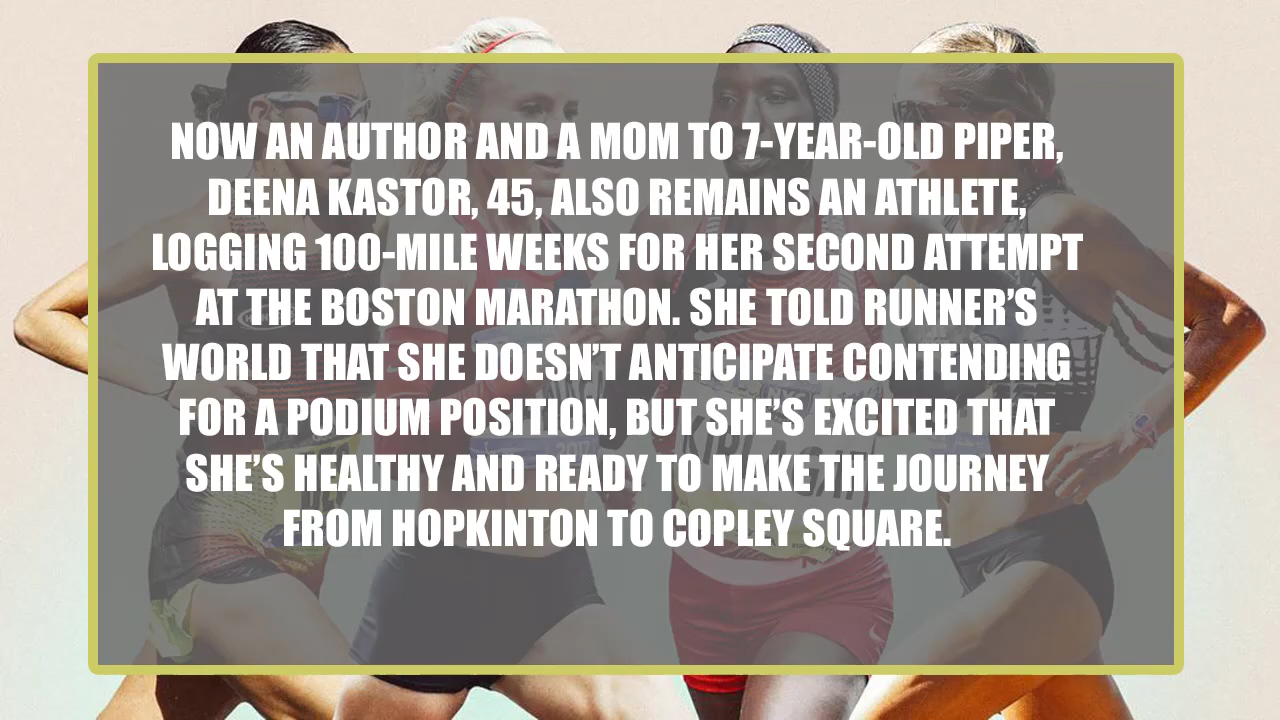 NOW AN AUTHOR AND A MOM TO 7-YEAR-OLD PIPER,
DEENA KASTOR, 45, ALSO REMAINS AN ATHLETE,
LOGGING 100-MILE WEEKS FOR HER SECOND ATTEMPT
AT THE BOSTON MARATHON. SHE TOLD RUNNER’S
WORLD THAT SHE DOESN’T ANTICIPATE CONTENDING
FOR A PODIUM POSITION, BUT SHE’S EXCITED THAT
SHE’S HEALTHY AND READY TO MAKE THE JOURNEY
FROM HOPKINTON TO COPLEY SQUARE.